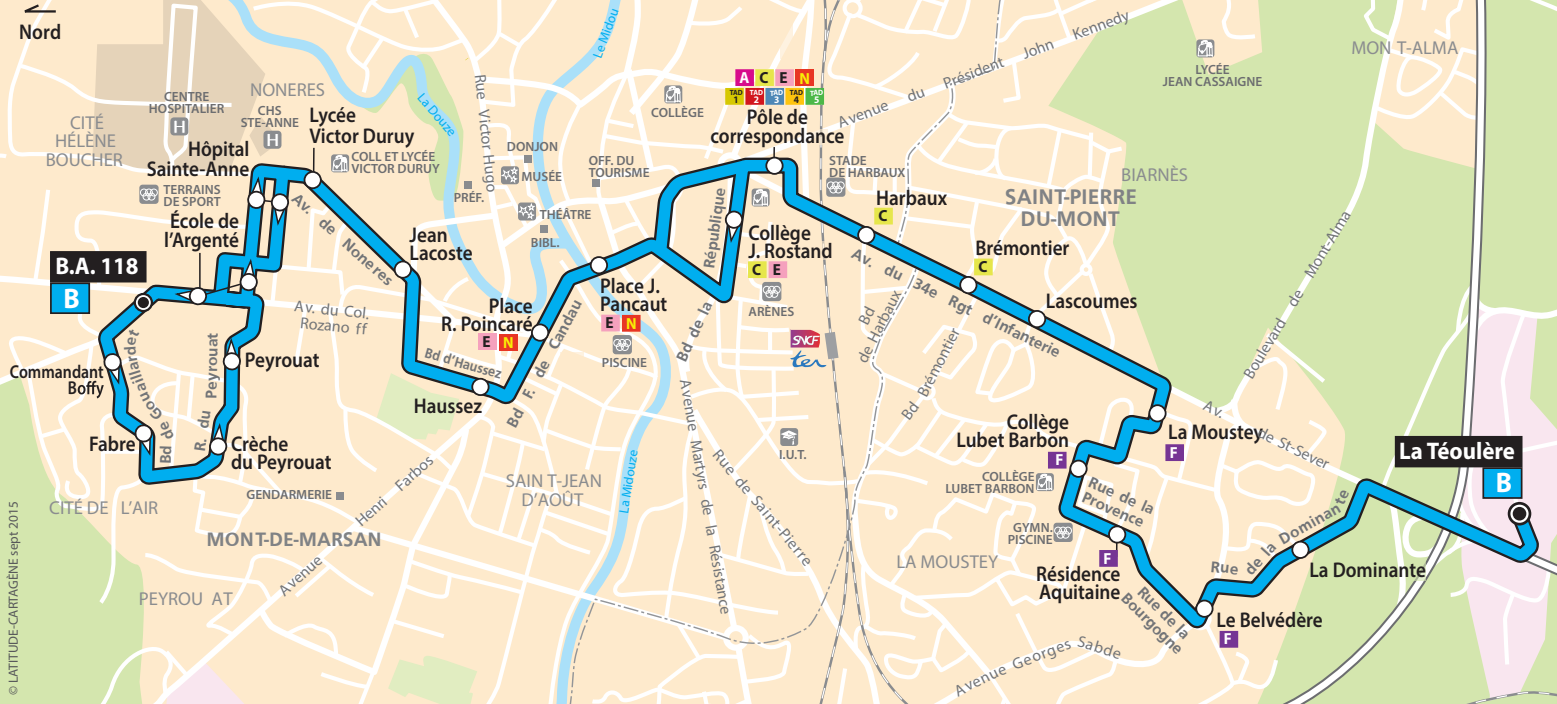 Nord
CITÉ
HÉLÈNE
BOUCHER
CENTRE
HOSPITALIER
H
NONERES
CHS
STE-ANNE
H
Lycée
Victor Duruy
COLL ET LYCÉE
VICTOR DURUY
Hôpital
Sainte-Anne
TERRAINS
DE SPORT
École de
l'Argenté
B.A. 118
B
Av. de Noneres
Jean
Lacoste
Av. du Col.
Rozano ff
Commandant
Boffy
Bd de Gouaillardet
R. du Peyrouat
Peyrouat
Fabre
Crèche
du Peyrouat
GENDARMERIE
CITÉ DE L'AIR
MONT-DE-MARSAN
PEYROU AT
Avenue Henri Farbos
© LATITUDE-CARTAGÈNE sept 2015
La Douze
Rue Victor Hugo
Le Midou
PRÉF.
DONJON
MUSÉE
THÉÂTRE
BIBL.
OFF. DU
TOURISME
COLLÈGE
Place
R. Poincaré
E N
Bd d'Haussez
Haussez
Bd F. de Candau
Place J.
Pancaut
E N
PISCINE
SAIN T-JEAN
D'AOÛT
La Midouze
A C E N
TAD 1 TAD 2 TAD 3 TAD 4 TAD 5
Pôle de
correspondance
Bd de la République
Collège
J. Rostand
C E
ARÈNES
SNCF
ter
I.U.T.
Avenue Martyrs de la Résistance
Rue de Saint-Pierre
STADE
DE HARBAUX
Avenue du Président John Kennedy
Harbaux
C
Brémontier
C
Lascoumes
Av. du 34e Rgt d'Infanterie
Bd de Harbaux
Bd Brémontier
SAINT-PIERRE
DU-MONT
BIARNÈS
LYCÉE
JEAN CASSAIGNE
MON T-ALMA
Boulevard de Mont-Alma
Av. de St-Sever
La Moustey
F
Collège
Lubet Barbon
F
COLLÈGE
LUBET BARBON
Rue de la
Provence
GYMN.
PISCINE
LA MOUSTEY
F
Résidence
Aquitaine
Rue de la
Bourgogne
Le Belvédère
F
Rue de la Dominante
La Dominante
Avenue Georges Sabde
La Téoulère
B